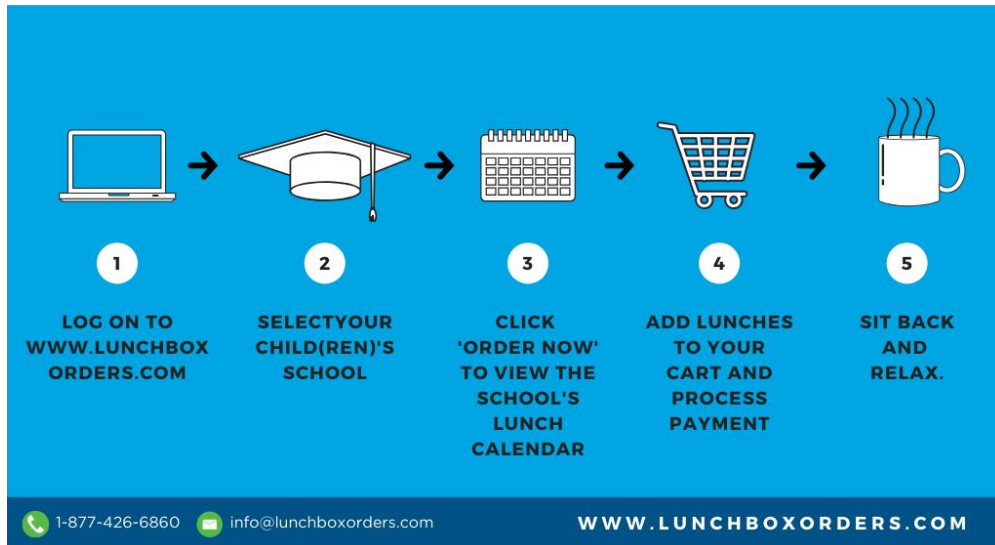 1
LOG ON TO
WWW.LUNCHBOX
ORDERS.COM
2
SELECTYOUR
CHILD(REN)'S
SCHOOL
3
CLICK
'ORDER NOW'
TO VIEW THE
SCHOOL'S
LUNCH
CALENDAR
4
ADD LUNCHES
TO YOUR
CART AND
PROCESS
PAYMENT
5
SIT BACK
AND
RELAX.
1-877-426-6860
info@lunchboxorders.com
WWW.LUNCHBOXORDERS.COM